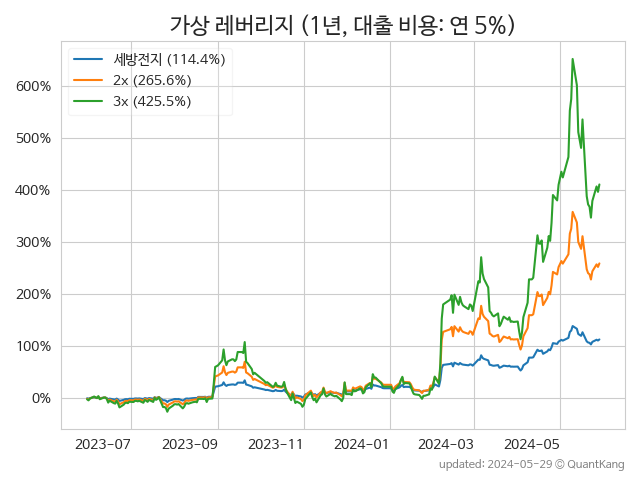 가상 레버리지 (1년, 대출 비용: 연 5%)
세방전지 (114.4%)
2x (265.6%)
3x (425.5%)
600%
500%
400%
300%
200%
100%
0%
2023-07 2023-09 2023-11 2024-01 2024-03 2024-05
updated: 2024-05-29 © QuantKang